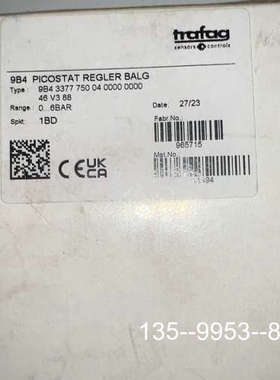 trafag
sensors & controls
9B4 PICOSTAT REGLER BALG
Type : 9B4 3377 750 04 0000 0000
46 V3 88
Range: 0...6BAR
Date: 27/23
Spkt: 1BD
Fabr.No.:
965715
Mat.No.
UK
CA
CE
135--9953--8